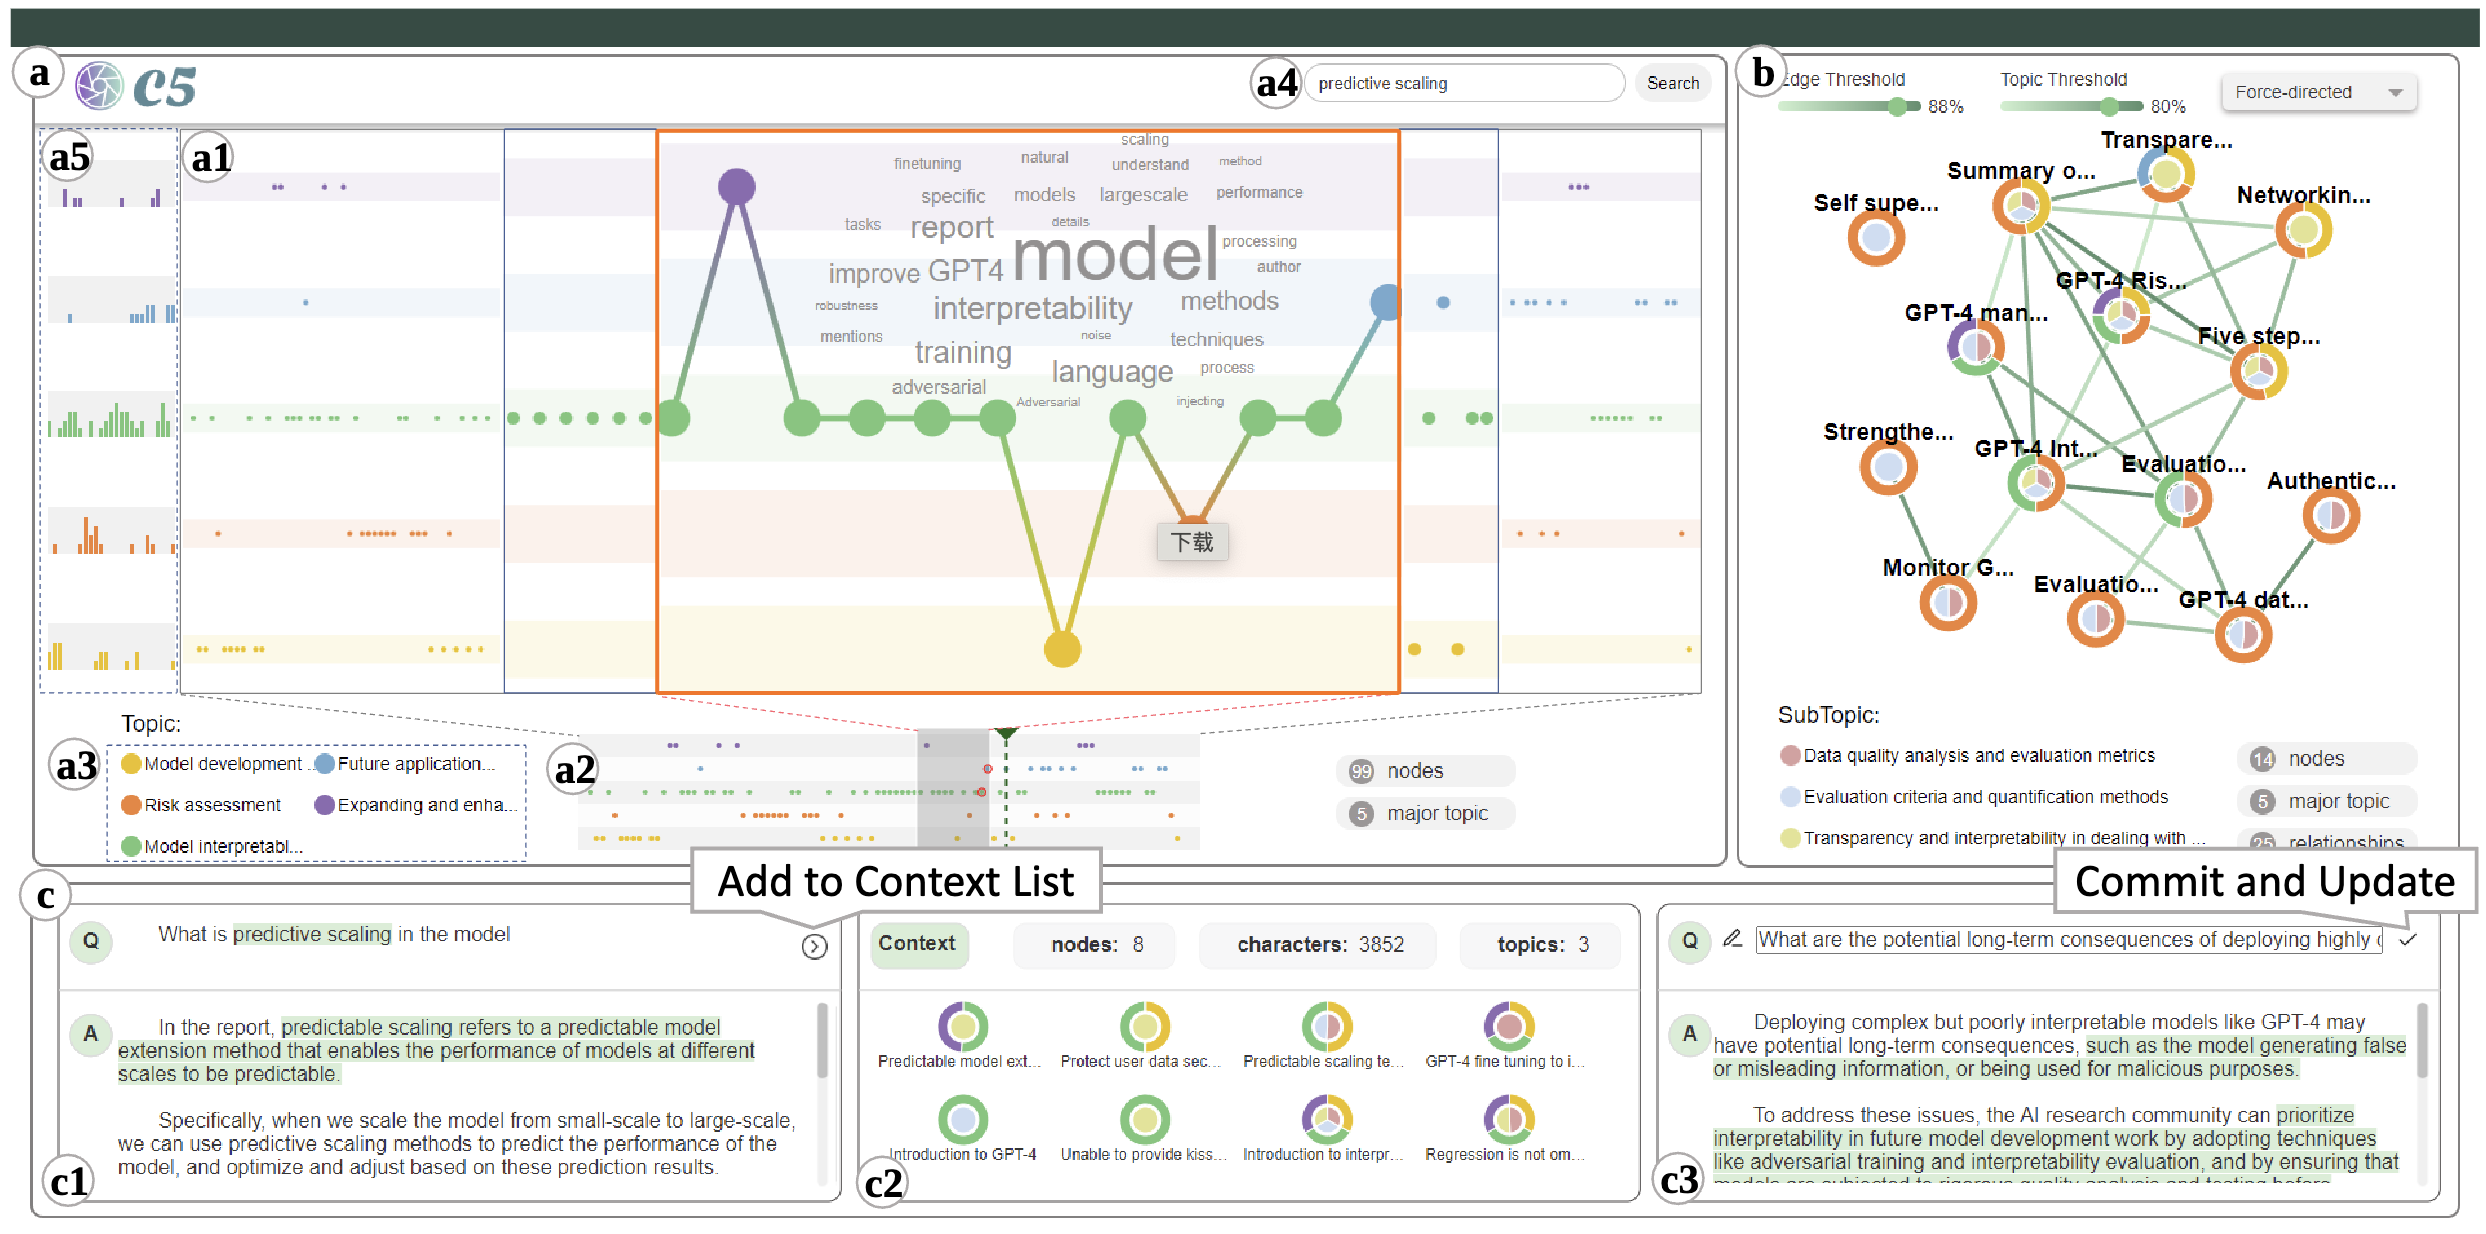 a
c5
a4
predictive scaling
Search
a5
a1
scaling
finetuning
natural
understand
method
specific
models
largescale
performance
tasks
report
details
model
processing
improve
GPT4
author
robustness
interpretability
methods
mentions
noise
techniques
training
language
process
adversarial
Adversarial
injecting
下载
Topic:
a3
Model development ...
Future application...
Risk assessment
Expanding and enha...
Model interpretabl...
a2
99 nodes
5 major topic
b
Edge Threshold
88%
Topic Threshold
80%
Force-directed
Transpare...
Summary o...
Networkin...
Self supe...
GPT-4 Ris...
GPT-4 man...
Five step...
Strengthe...
GPT-4 Int...
Evaluatio...
Authentic...
Monitor G...
Evaluatio...
GPT-4 dat...
SubTopic:
Data quality analysis and evaluation metrics
Evaluation criteria and quantification methods
Transparency and interpretability in dealing with ...
14 nodes
5 major topic
25 relationships
Add to Context List
Commit and Update
c
Q
What is predictive scaling in the model
A
In the report, predictable scaling refers to a predictable model
extension method that enables the performance of models at different
scales to be predictable.
Specifically, when we scale the model from small-scale to large-scale,
we can use predictive scaling methods to predict the performance of the
model, and optimize and adjust based on these prediction results.
c1
Context
nodes: 8
characters: 3852
topics: 3
Predictable model ext...
Protect user data sec...
Predictable scaling te...
GPT-4 fine tuning to i...
Introduction to GPT-4
Unable to provide kiss...
Introduction to interpr...
Regression is not om...
c2
Q
What are the potential long-term consequences of deploying highly
A
Deploying complex but poorly interpretable models like GPT-4 may
have potential long-term consequences, such as the model generating false
or misleading information, or being used for malicious purposes.
To address these issues, the AI research community can prioritize
interpretability in future model development work by adopting techniques
like adversarial training and interpretability evaluation, and by ensuring that
models are subjected to rigorous quality analysis and testing before
c3